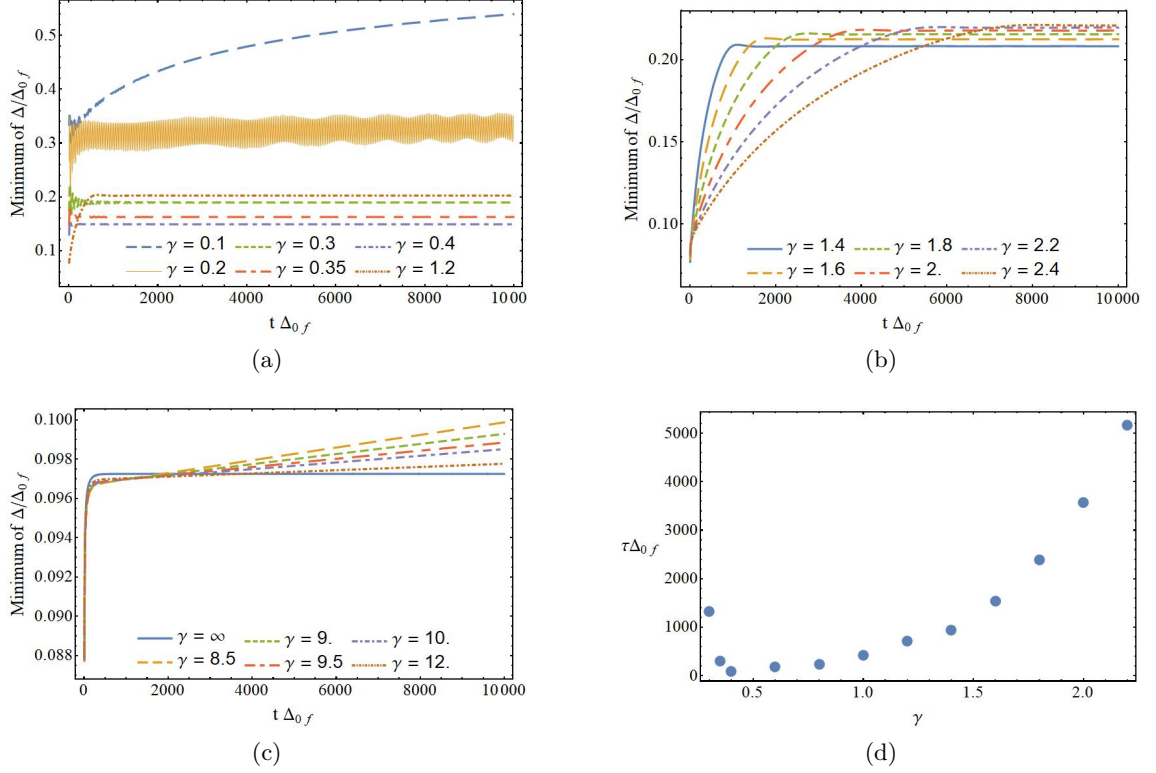 Minimum of Δ/Δ0 f
0.5
0.4
0.3
0.2
0.1
γ = 0.1 γ = 0.3 γ = 0.4
γ = 0.2 γ = 0.35 γ = 1.2
0 2000 4000 6000 8000 10 000
t Δ0 f
(a)
Minimum of Δ/Δ0 f
0.20
0.15
0.10
γ = 1.4 γ = 1.8 γ = 2.2
γ = 1.6 γ = 2. γ = 2.4
0 2000 4000 6000 8000 10 000
t Δ0 f
(b)
Minimum of Δ/Δ0 f
0.100
0.098
0.096
0.094
0.092
0.090
0.088
γ = ∞ γ = 9. γ = 10.
γ = 8.5 γ = 9.5 γ = 12.
0 2000 4000 6000 8000 10 000
t Δ0 f
(c)
τΔ0 f
5000
4000
3000
2000
1000
0
0.5 1.0 1.5 2.0
γ
(d)